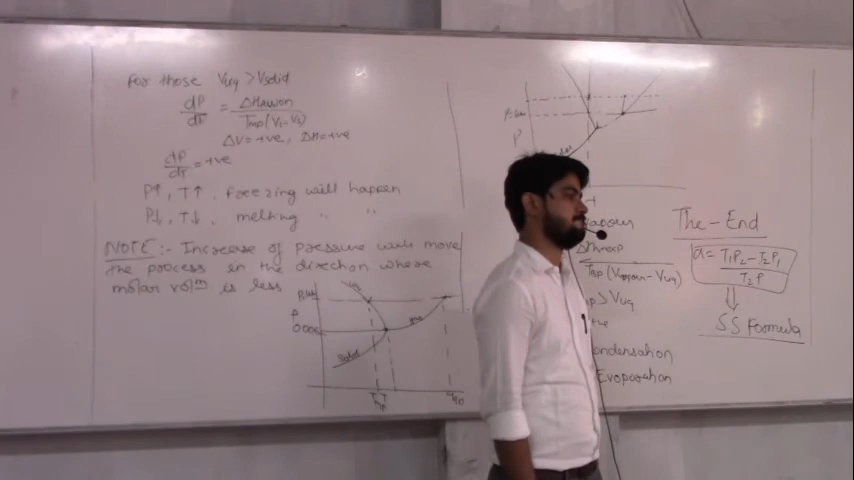 For those Vliq > Vsolid
dP/dT = ΔHfusion / Tmp(Vl-Vs)
ΔV=+ve, ΔH=+ve
dP/dT = +ve
P↑, T↑, Freezing will happen
P↓, T↓, melting " "
NOTE:- Increase of pressure will move
the process in the direction where
molar volm is less
P
solid
P
vapour
Tbp(Vvapour - Vliq)
> Vliq
condensation
Evaporation
The-End
a = T1P2-T2P1 / T2P
⇓
SS Formula